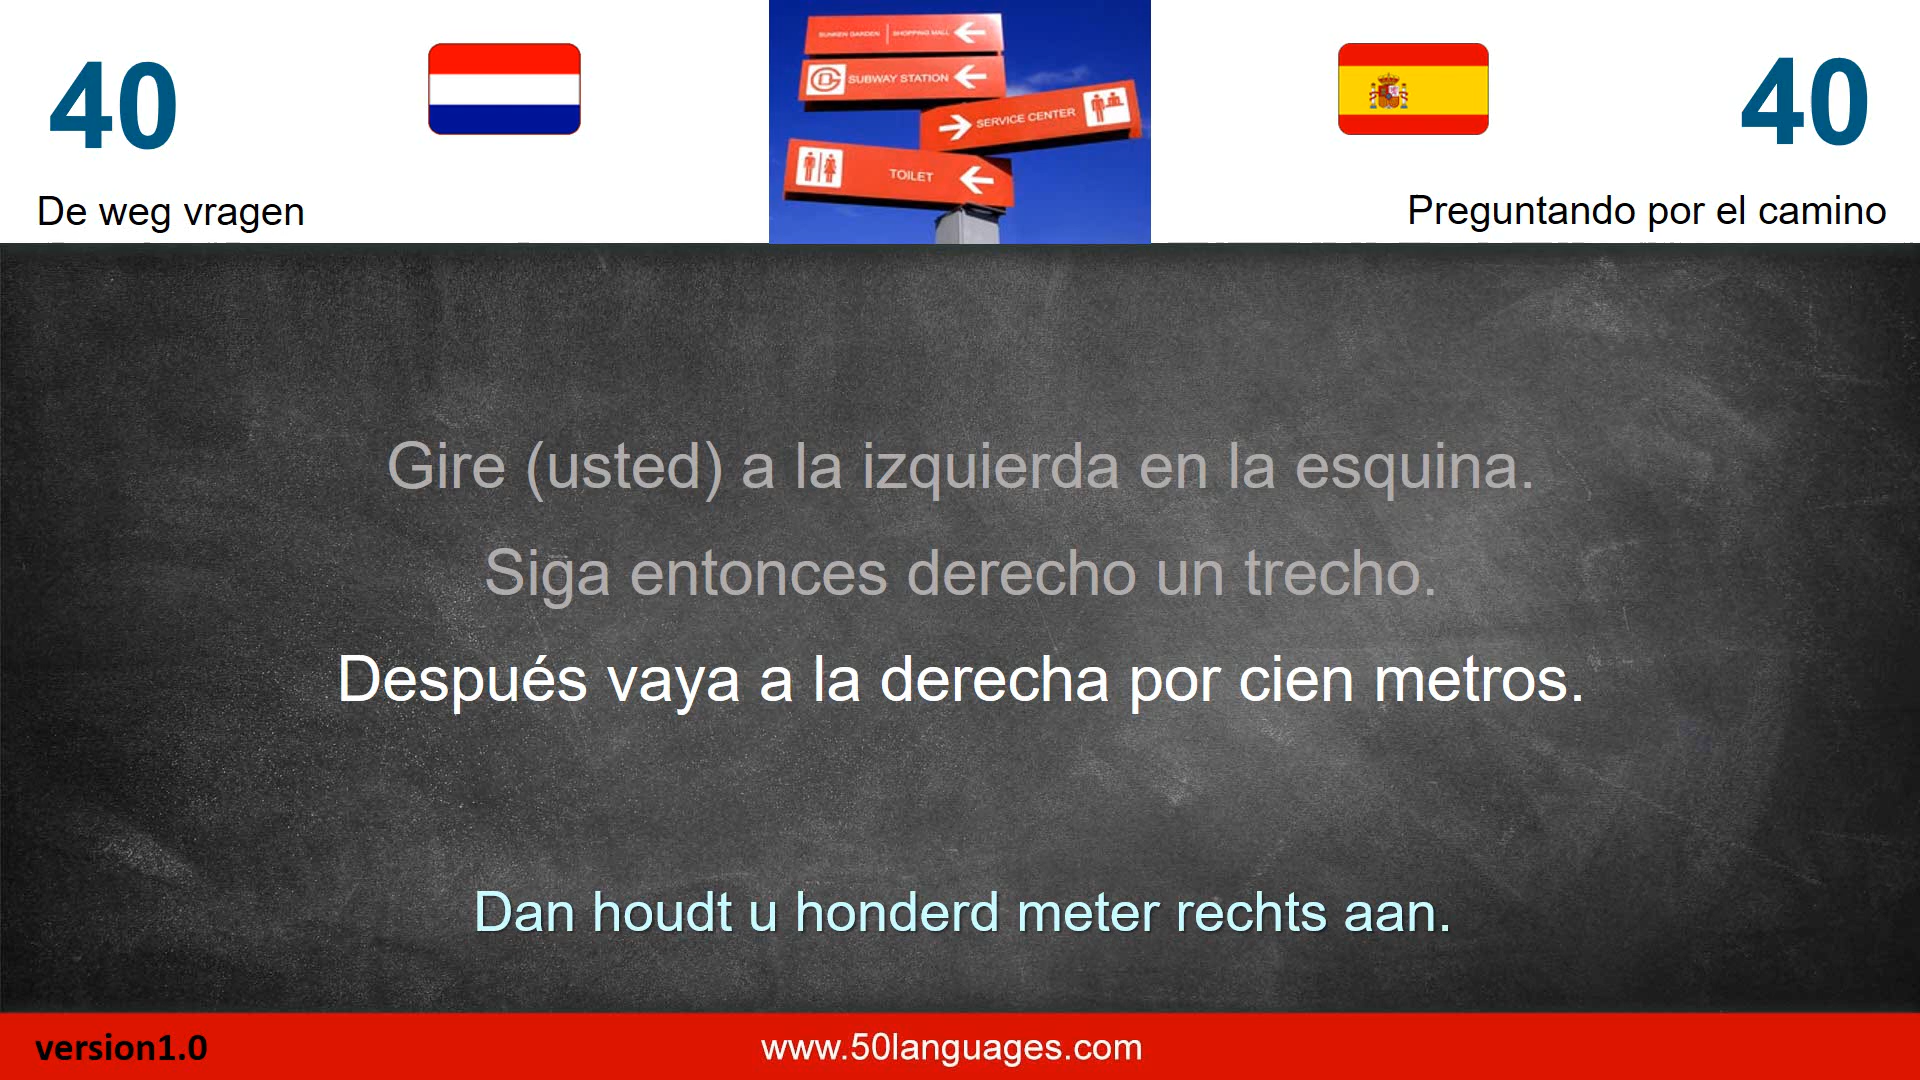 40
40
De weg vragen
Preguntando por el camino
SUNKEN GARDEN | SHOPPING MALL
SUBWAY STATION
SERVICE CENTER
TOILET
Gire (usted) a la izquierda en la esquina.
Siga entonces derecho un trecho.
Después vaya a la derecha por cien metros.
Dan houdt u honderd meter rechts aan.
version1.0
www.50languages.com